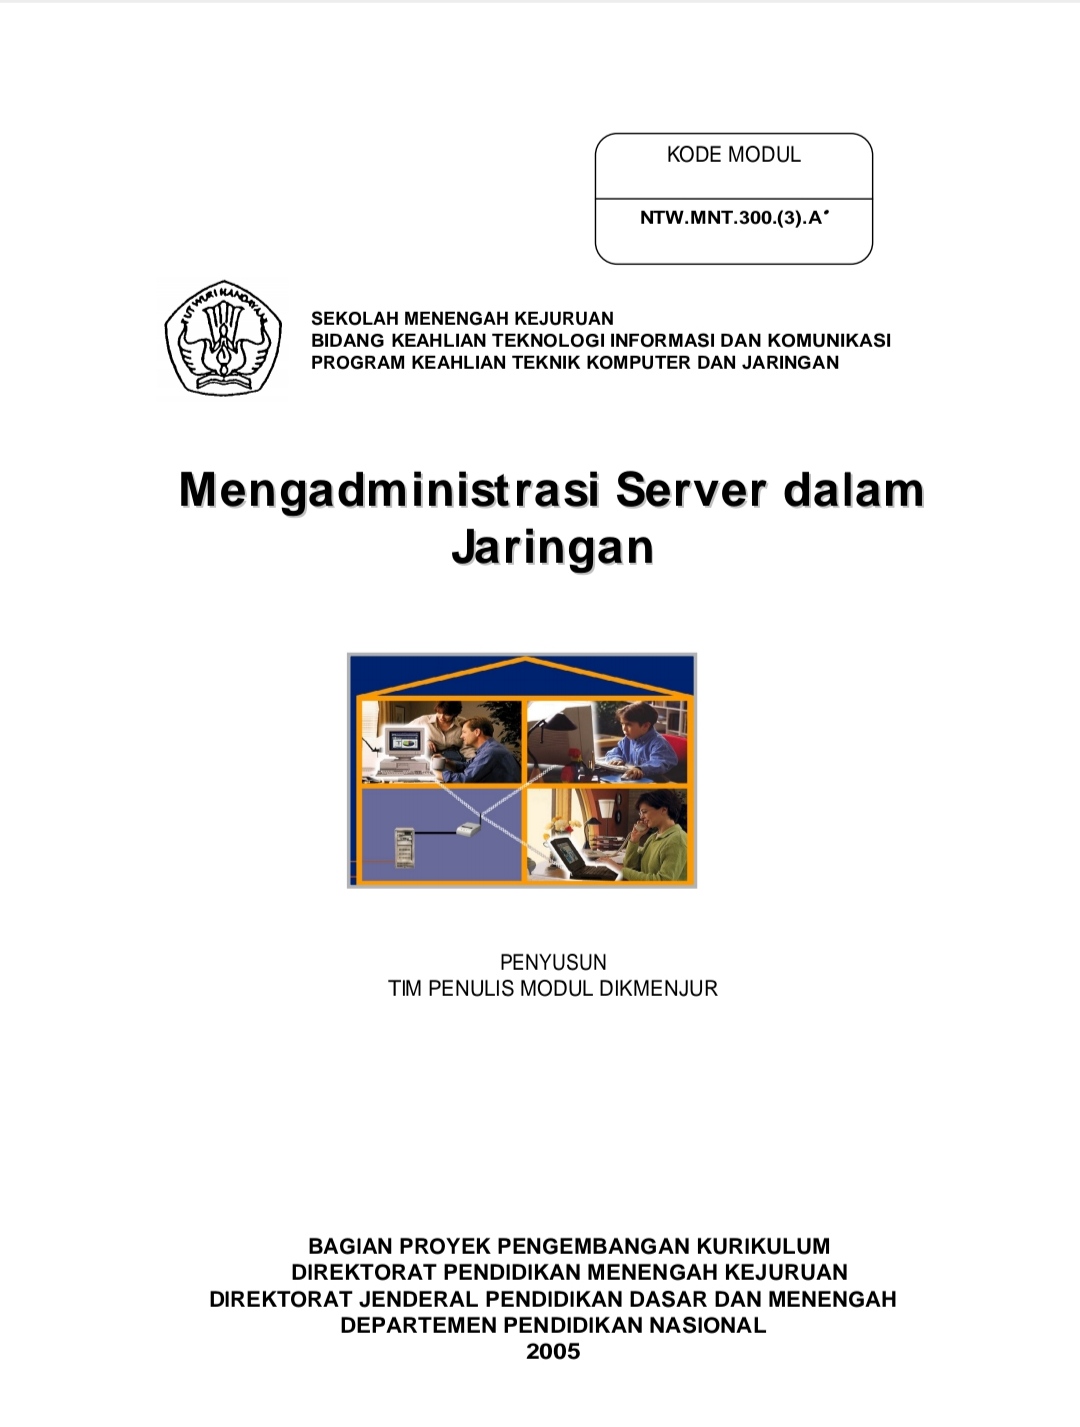 KODE MODUL
NTW.MNT.300.(3).A•
TUT WURI HANDAYANI
SEKOLAH MENENGAH KEJURUAN
BIDANG KEAHLIAN TEKNOLOGI INFORMASI DAN KOMUNIKASI
PROGRAM KEAHLIAN TEKNIK KOMPUTER DAN JARINGAN
Mengadministrasi Server dalam
Jaringan
PENYUSUN
TIM PENULIS MODUL DIKMENJUR
BAGIAN PROYEK PENGEMBANGAN KURIKULUM
DIREKTORAT PENDIDIKAN MENENGAH KEJURUAN
DIREKTORAT JENDERAL PENDIDIKAN DASAR DAN MENENGAH
DEPARTEMEN PENDIDIKAN NASIONAL
2005